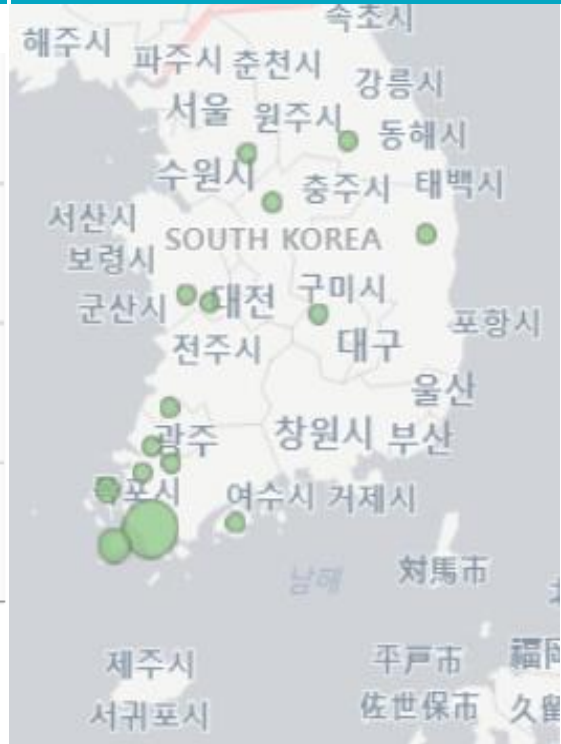 속초시
해주시
파주시 춘천시
강릉시
서울 원주시
동해시
수원시
충주시 태백시
서산시
SOUTH KOREA
보령시
구미시
대전
군산시
포항시
전주시 대구
울산
광주 창원시 부산
포시
여수시 거제시
対馬市
남해
제주시 平戸市 福岡
서귀포시 佐世保市 久留